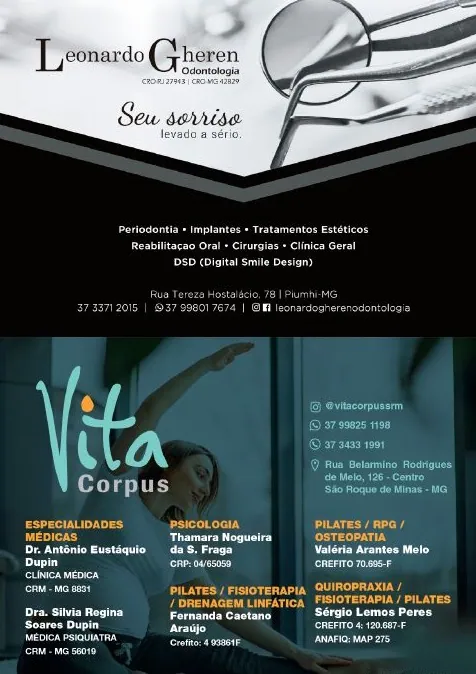 Leonardo Gheren
Odontologia
CRO-RJ 27943 | CRO-MG 42829
Seu sorriso
levado a sério.
Periodontia • Implantes • Tratamentos Estéticos
Reabilitaçao Oral • Cirurgias • Clínica Geral
DSD (Digital Smile Design)
Rua Tereza Hostalácio, 78 | Piumhi-MG
37 3371 2015 | 37 99801 7674 | leonardogherenodontologia
Vita
Corpus
@vitacorpussrm
37 99825 1198
37 3433 1991
Rua Belarmino Rodrigues
de Melo, 126 - Centro
São Roque de Minas - MG
ESPECIALIDADES
MÉDICAS
Dr. Antônio Eustáquio
Dupin
CLÍNICA MÉDICA
CRM - MG 8831
Dra. Silvia Regina
Soares Dupin
MÉDICA PSIQUIATRA
CRM - MG 56019
PSICOLOGIA
Thamara Nogueira
da S. Fraga
CRP: 04/65059
PILATES / FISIOTERAPIA
/ DRENAGEM LINFÁTICA
Fernanda Caetano
Araújo
Crefito: 4 93861F
PILATES / RPG /
OSTEOPATIA
Valéria Arantes Melo
CREFITO 70.695-F
QUIROPRAXIA /
FISIOTERAPIA / PILATES
Sérgio Lemos Peres
CREFITO 4: 120.687-F
ANAFIQ: MAP 275